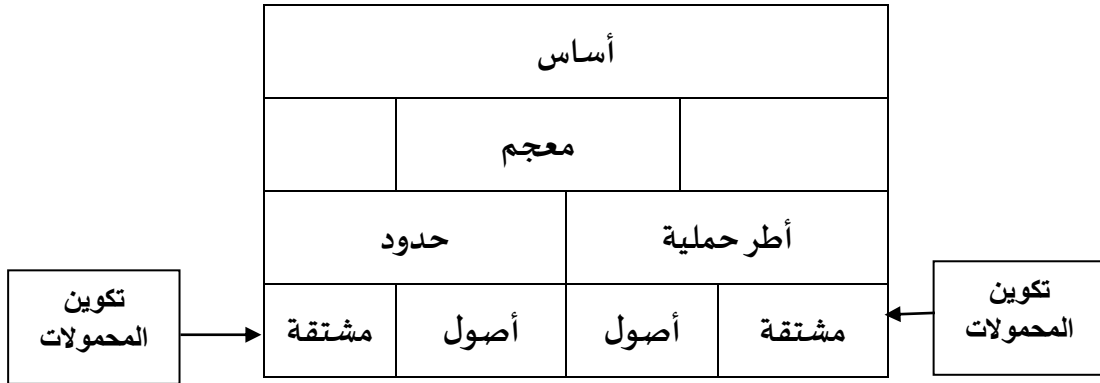 أساس
معجم
أطر حملية
حدود
تكوين
المحمولات
مشتقة
أصول
أصول
مشتقة
تكوين
المحمولات